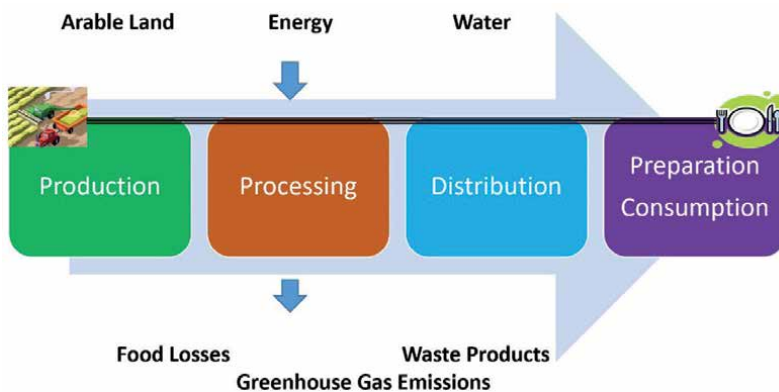 Arable Land Energy Water
Production Processing Distribution Preparation
Consumption
Food Losses Waste Products
Greenhouse Gas Emissions